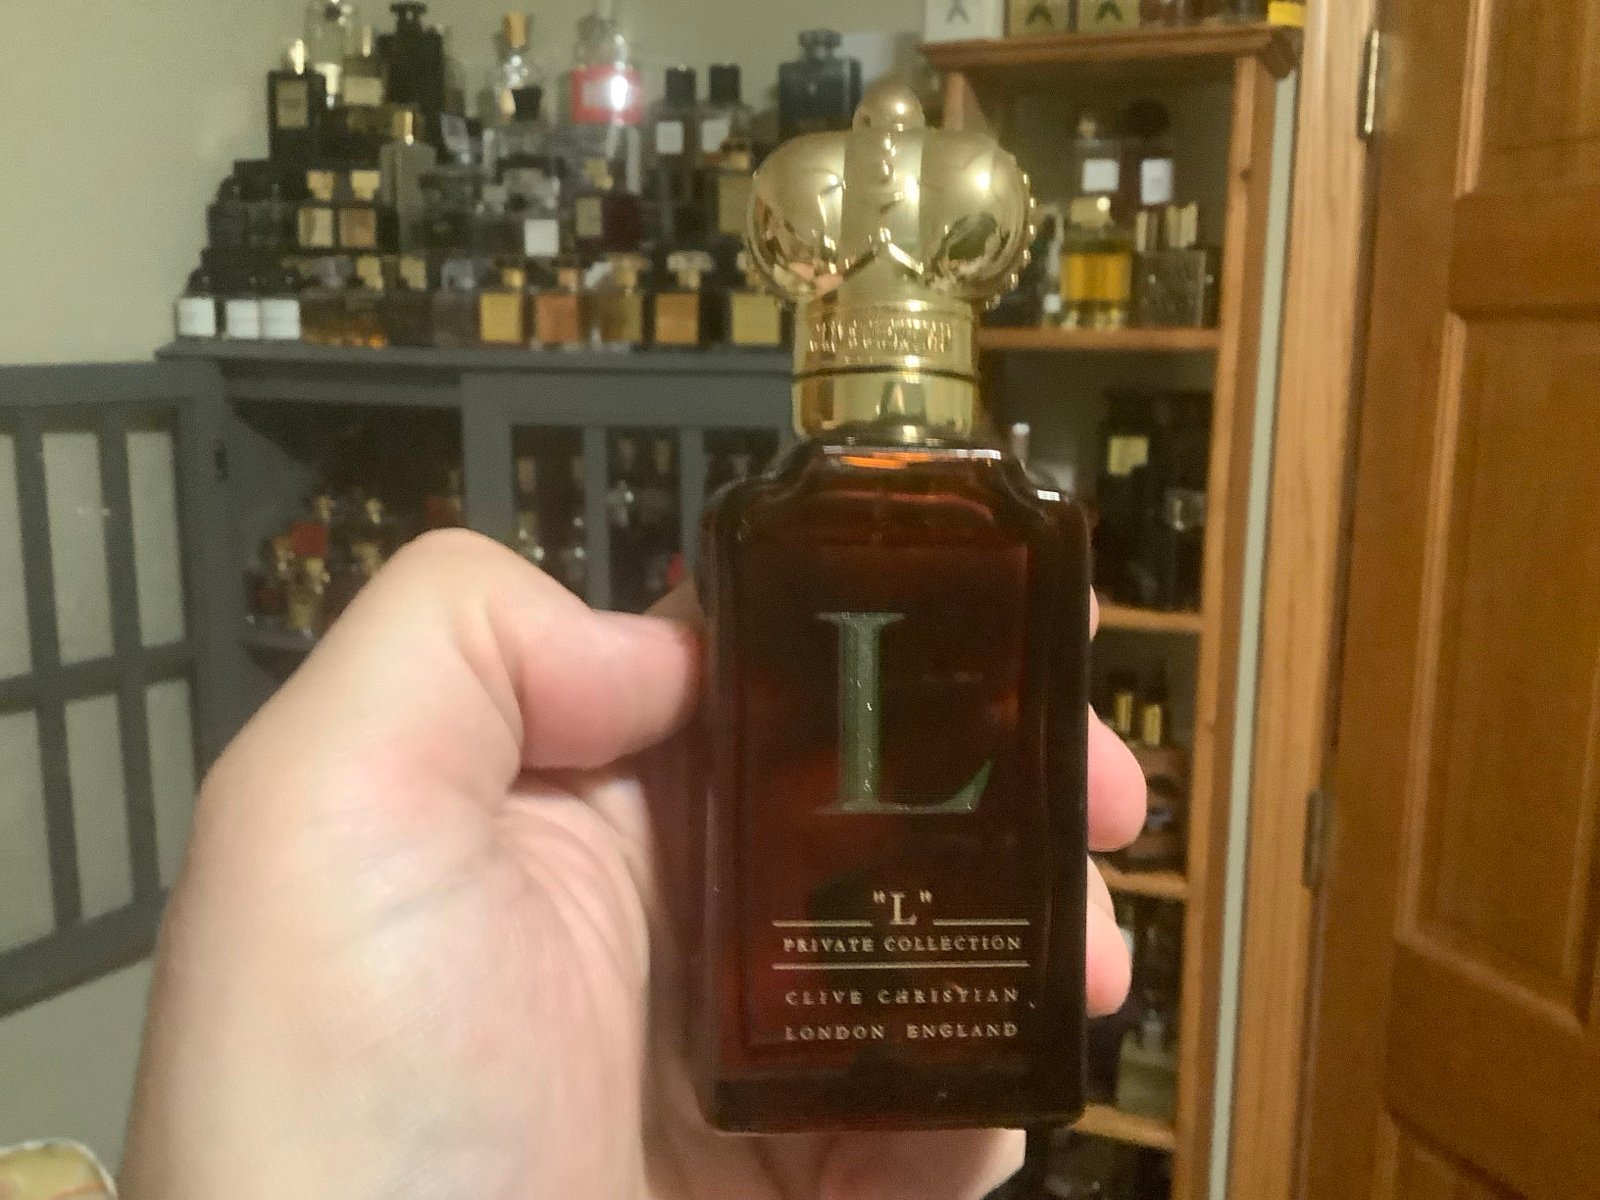 L
"L"
PRIVATE COLLECTION
CLIVE CHRISTIAN
LONDON ENGLAND